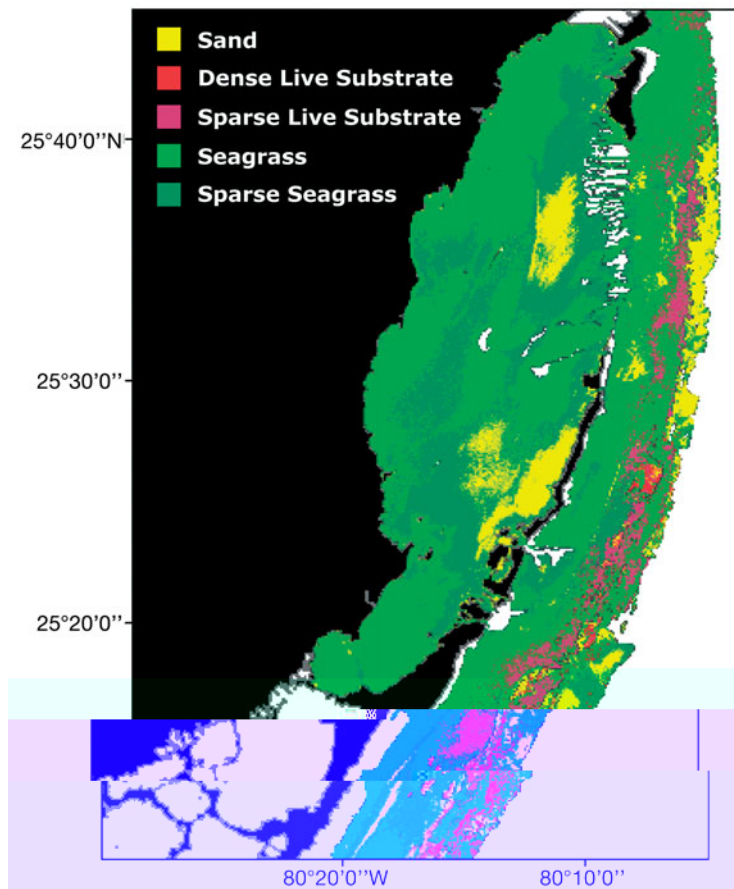 Sand
Dense Live Substrate
Sparse Live Substrate
Seagrass
Sparse Seagrass
25°40'0''N
25°30'0''
25°20'0''
80°20'0''W 80°10'0''